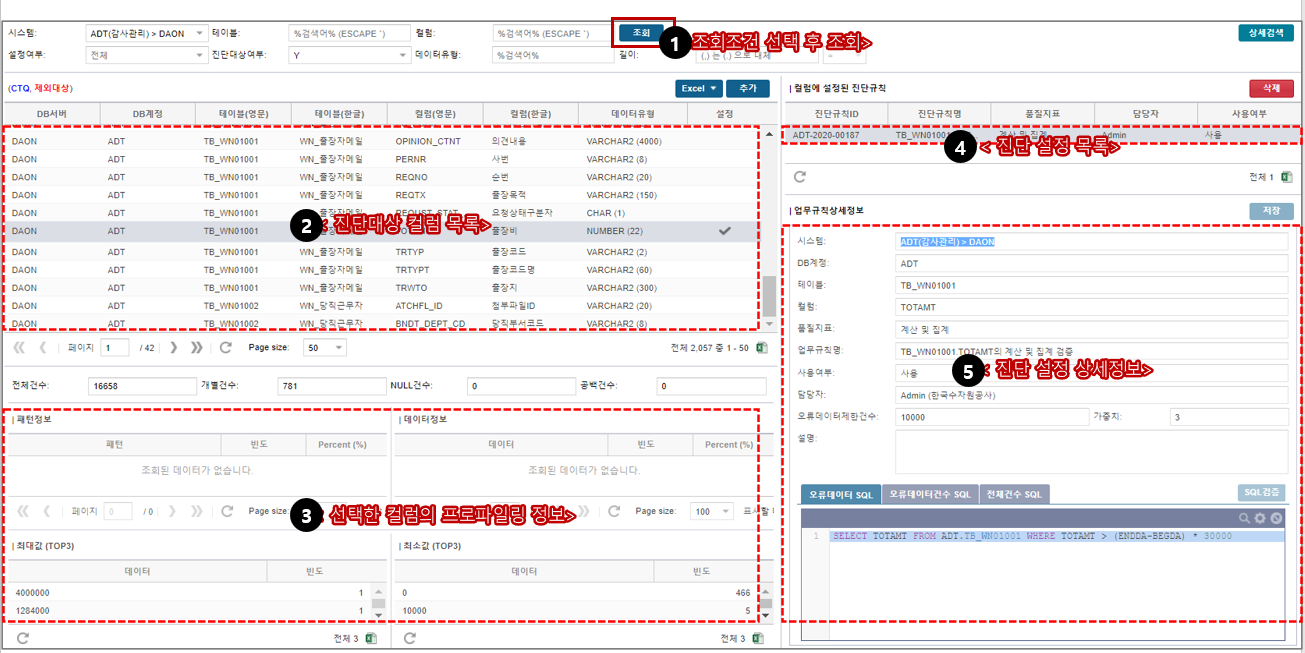 시스템: ADT(감사관리) > DAON 테이블: %검색어% (ESCAPE `) 컬럼: %검색어% (ESCAPE `) 조회 상세검색
1 조회조건 선택 후 조회>
설정여부: 전체 진단대상여부: Y 데이터유형: %검색어% 길이: (,) 는 (.) 으로 대체 =
(CTQ, 제외대상) Excel 추가
DB서버 DB계정 테이블(영문) 테이블(한글) 컬럼(영문) 컬럼(한글) 데이터유형 설정
DAON ADT TB_WN01001 WN_출장자메일 OPINION_CTNT 의견내용 VARCHAR2 (4000)
DAON ADT TB_WN01001 WN_출장자메일 PERNR 사번 VARCHAR2 (8)
DAON ADT TB_WN01001 WN_출장자메일 REQNO 순번 VARCHAR2 (20)
DAON ADT TB_WN01001 WN_출장자메일 REQTX 출장목적 VARCHAR2 (150)
DAON ADT TB_WN01001 WN_출장자메일 REQUST_STAT 요청상태구분자 CHAR (1)
2 < 진단대상 컬럼 목록>
DAON ADT TB_WN01001 출장비 NUMBER (22)
DAON ADT TB_WN01001 WN_출장자메일 TRTYP 출장코드 VARCHAR2 (2)
DAON ADT TB_WN01001 WN_출장자메일 TRTYPT 출장코드명 VARCHAR2 (60)
DAON ADT TB_WN01001 WN_출장자메일 TRWTO 출장지 VARCHAR2 (300)
DAON ADT TB_WN01002 WN_당직근무자 ATCHFL_ID 첨부파일ID VARCHAR2 (20)
DAON ADT TB_WN01002 WN_당직근무자 BNDT_DEPT_CD 당직부서코드 VARCHAR2 (8)
페이지 1 / 42 Page size: 50 전체 2,057 중 1 - 50
전체건수: 16658 개별건수: 781 NULL건수: 0 공백건수: 0
| 패턴정보
패턴 빈도 Percent (%)
조회된 데이터가 없습니다.
페이지 0 / 0 Page size:
| 데이터정보
데이터 빈도 Percent (%)
조회된 데이터가 없습니다.
Page size: 100 표시할
3 선택한 컬럼의 프로파일링 정보>
| 최대값 (TOP3)
데이터 빈도
4000000 1
1284000 1
전체 3
| 최소값 (TOP3)
데이터 빈도
0 466
10000 5
전체 3
| 컬럼에 설정된 진단규칙 삭제
진단규칙ID 진단규칙명 품질지표 담당자 사용여부
ADT-2020-00187 TB_WN01001 계산 및 집계 Admin 사용
4 < 진단 설정 목록>
전체 1
| 업무규칙상세정보 저장
시스템: ADT(감사관리) > DAON
DB계정: ADT
테이블: TB_WN01001
컬럼: TOTAMT
품질지표: 계산 및 집계
업무규칙명: TB_WN01001.TOTAMT의 계산 및 집계 검증
사용여부: 사용
5 < 진단 설정 상세정보>
담당자: Admin (한국수자원공사)
오류데이터제한건수: 10000 가중치: 3
설명:
오류데이터 SQL 오류데이터건수 SQL 전체건수 SQL SQL검증
1 SELECT TOTAMT FROM ADT.TB_WN01001 WHERE TOTAMT > (ENDDA-BEGDA) * 30000